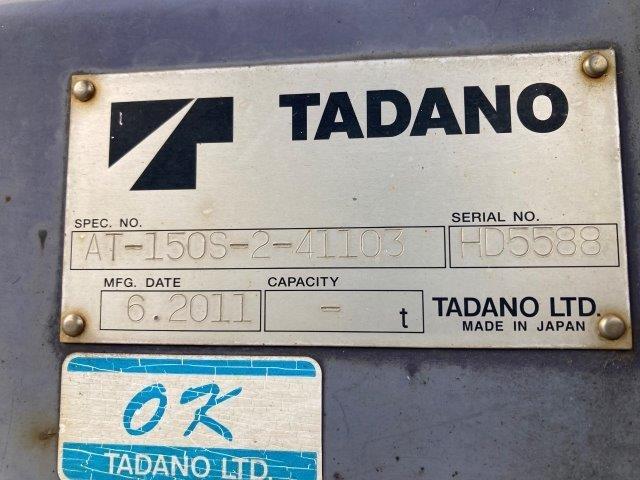 TADANO
SPEC. NO.
AT-150S-2-41103
SERIAL NO.
HD5588
MFG. DATE
6.2011
CAPACITY
- t
TADANO LTD.
MADE IN JAPAN
OK
TADANO LTD.